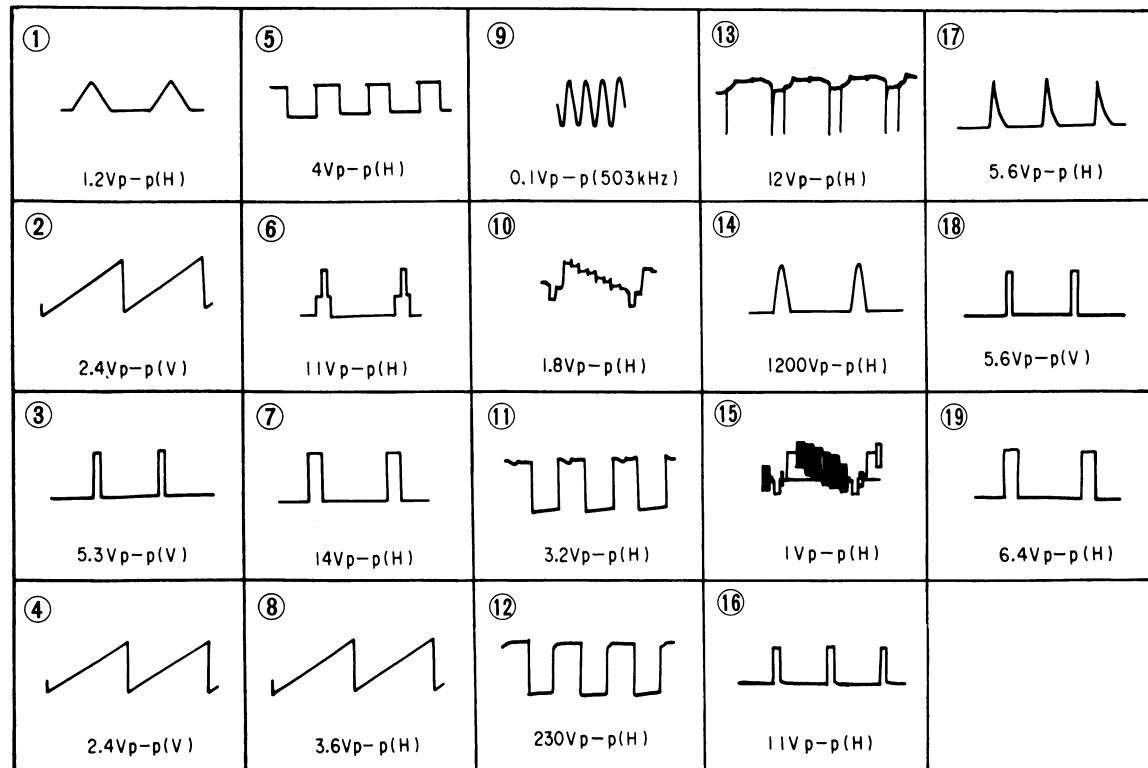 ① ⑤ ⑨ ⑬ ⑰
1.2Vp-p(H) 4Vp-p(H) 0.1Vp-p(503kHz) 12Vp-p(H) 5.6Vp-p(H)
② ⑥ ⑩ ⑭ ⑱
2.4Vp-p(V) 11Vp-p(H) 1.8Vp-p(H) 1200Vp-p(H) 5.6Vp-p(V)
③ ⑦ ⑪ ⑮ ⑲
5.3Vp-p(V) 14Vp-p(H) 3.2Vp-p(H) 1Vp-p(H) 6.4Vp-p(H)
④ ⑧ ⑫ ⑯
2.4Vp-p(V) 3.6Vp-p(H) 230Vp-p(H) 11Vp-p(H)